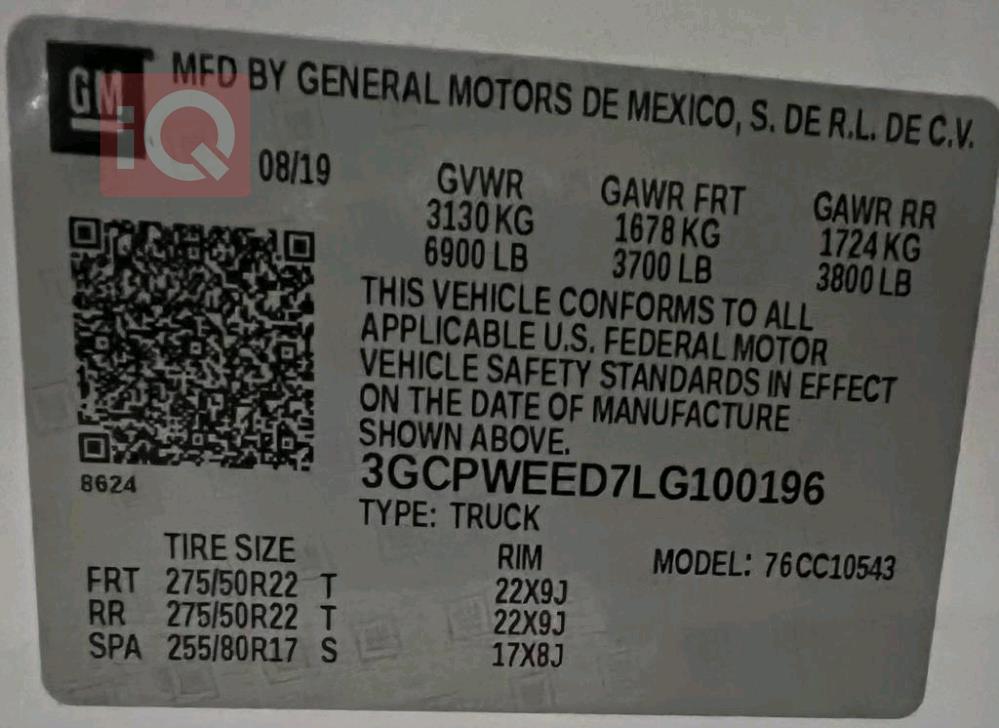 GM
MFD BY GENERAL MOTORS DE MEXICO, S. DE R.L. DE C.V.
iQ
08/19
GVWR GAWR FRT GAWR RR
3130 KG 1678 KG 1724 KG
6900 LB 3700 LB 3800 LB
THIS VEHICLE CONFORMS TO ALL
APPLICABLE U.S. FEDERAL MOTOR
VEHICLE SAFETY STANDARDS IN EFFECT
ON THE DATE OF MANUFACTURE
SHOWN ABOVE.
8624
3GCPWEED7LG100196
TYPE: TRUCK
TIRE SIZE RIM MODEL: 76CC10543
FRT 275/50R22 T 22X9J
RR 275/50R22 T 22X9J
SPA 255/80R17 S 17X8J